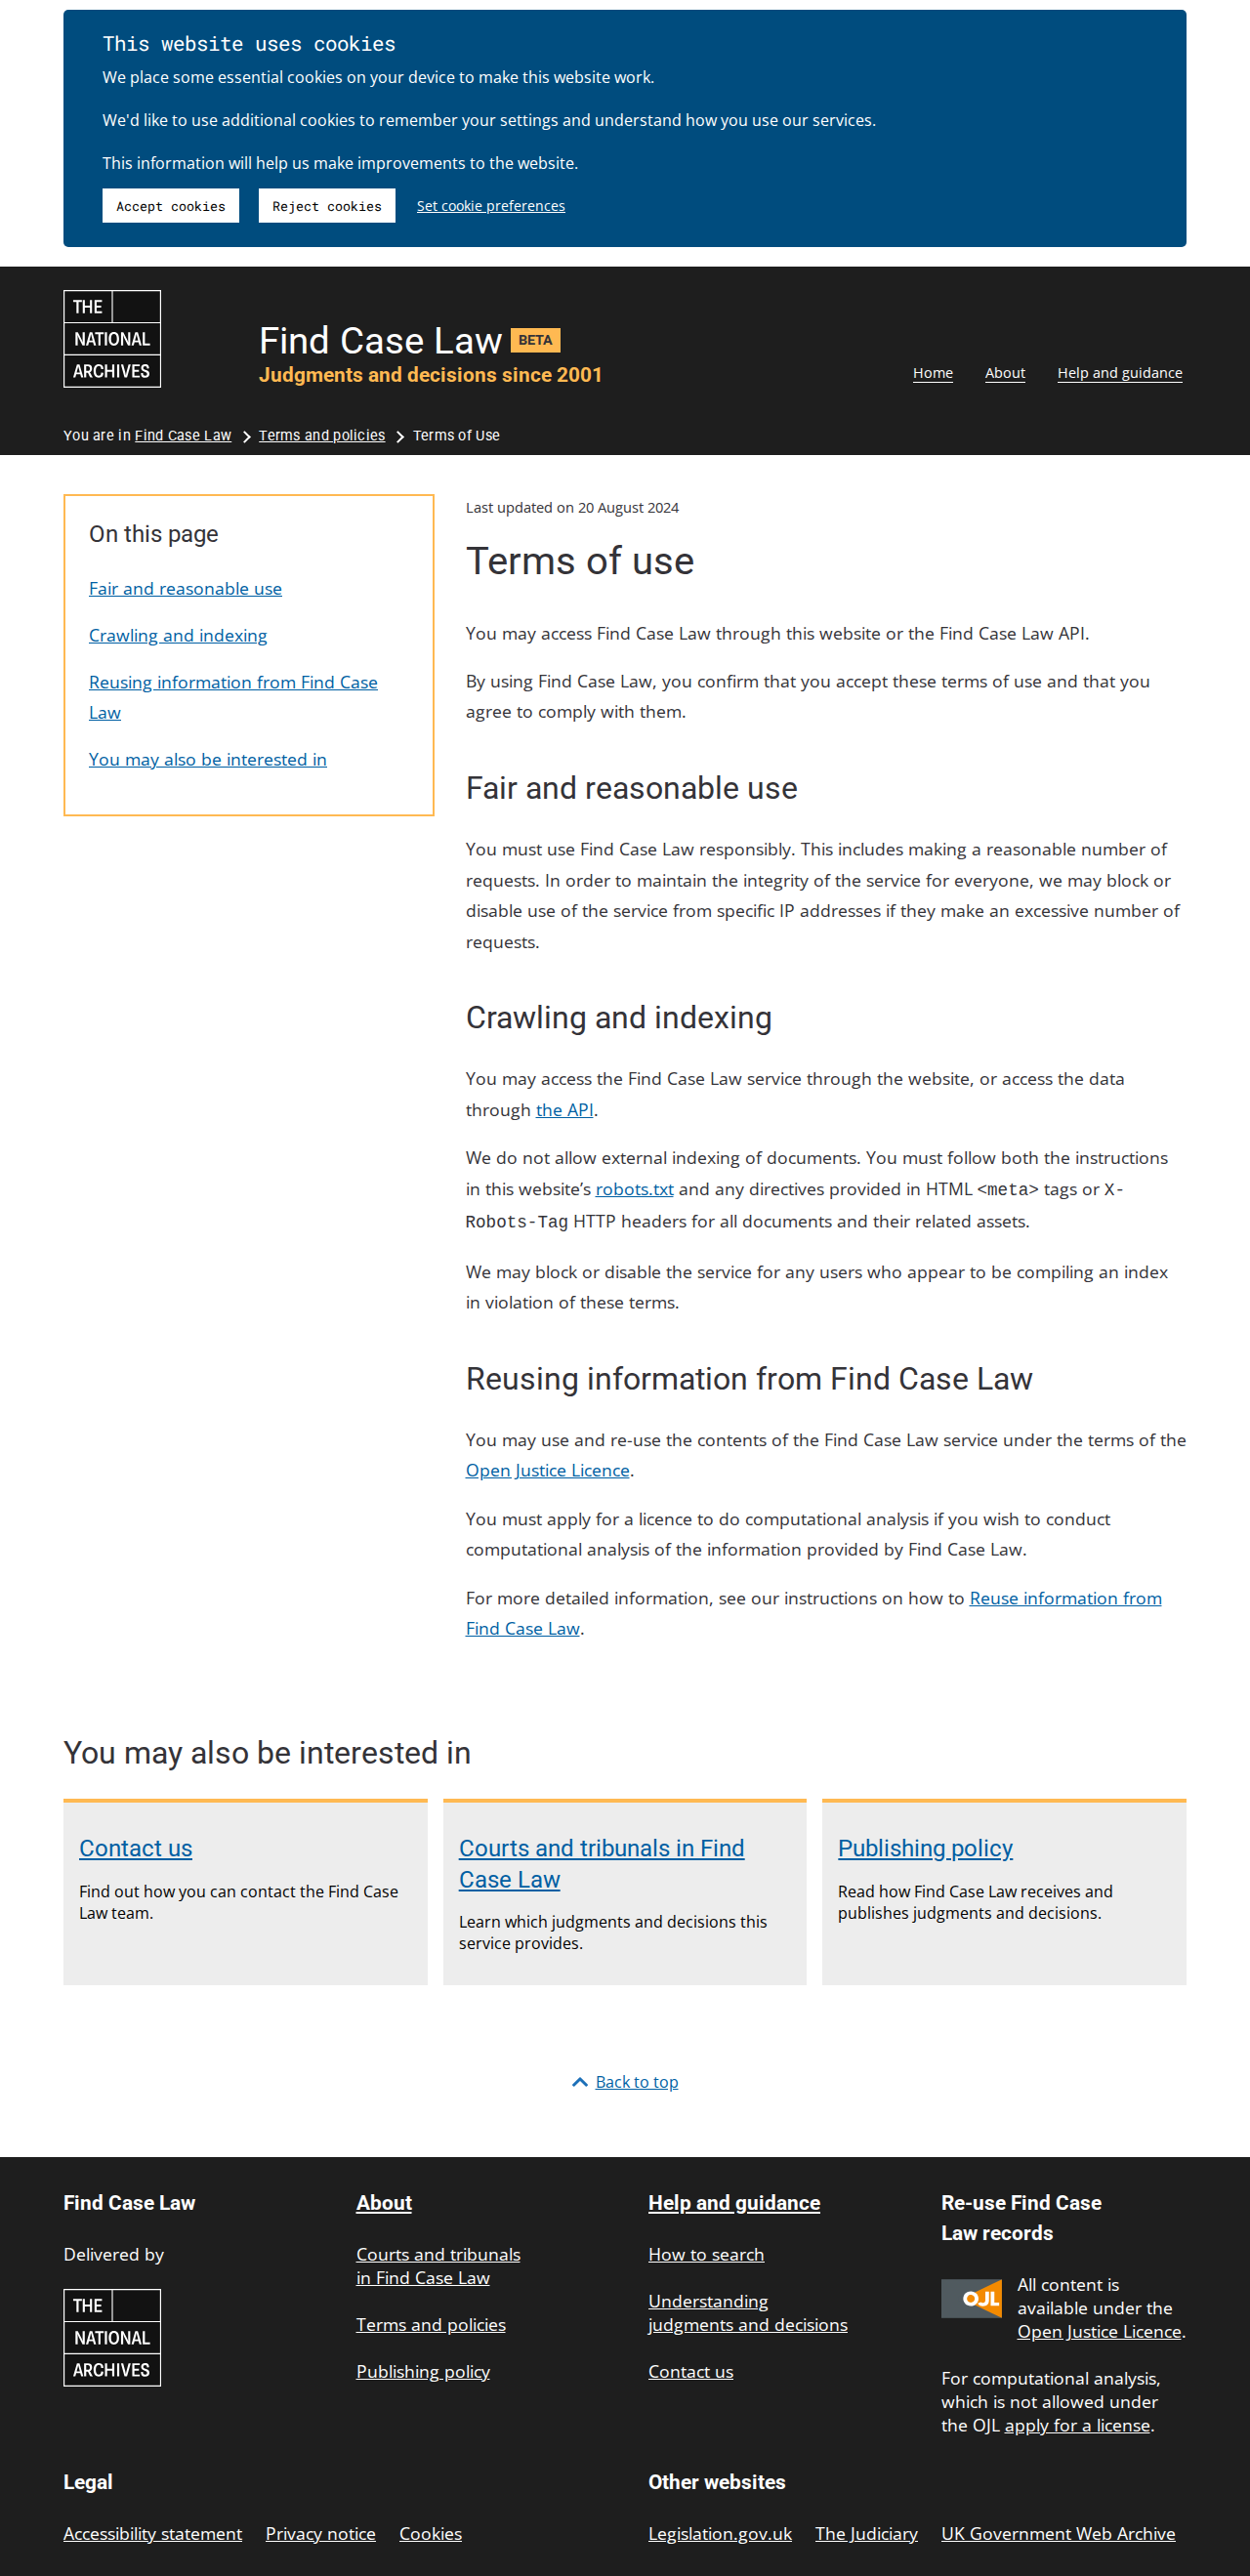 This website uses cookies
We place some essential cookies on your device to make this website work.
We'd like to use additional cookies to remember your settings and understand how you use our services.
This information will help us make improvements to the website.
Accept cookies Reject cookies Set cookie preferences
THE
NATIONAL
ARCHIVES
Find Case Law BETA
Judgments and decisions since 2001
Home About Help and guidance
You are in Find Case Law > Terms and policies > Terms of Use
On this page
Fair and reasonable use
Crawling and indexing
Reusing information from Find Case
Law
You may also be interested in
Last updated on 20 August 2024
Terms of use
You may access Find Case Law through this website or the Find Case Law API.
By using Find Case Law, you confirm that you accept these terms of use and that you
agree to comply with them.
Fair and reasonable use
You must use Find Case Law responsibly. This includes making a reasonable number of
requests. In order to maintain the integrity of the service for everyone, we may block or
disable use of the service from specific IP addresses if they make an excessive number of
requests.
Crawling and indexing
You may access the Find Case Law service through the website, or access the data
through the API.
We do not allow external indexing of documents. You must follow both the instructions
in this website’s robots.txt and any directives provided in HTML <meta> tags or X-
Robots-Tag HTTP headers for all documents and their related assets.
We may block or disable the service for any users who appear to be compiling an index
in violation of these terms.
Reusing information from Find Case Law
You may use and re-use the contents of the Find Case Law service under the terms of the
Open Justice Licence.
You must apply for a licence to do computational analysis if you wish to conduct
computational analysis of the information provided by Find Case Law.
For more detailed information, see our instructions on how to Reuse information from
Find Case Law.
You may also be interested in
Contact us
Find out how you can contact the Find Case
Law team.
Courts and tribunals in Find
Case Law
Learn which judgments and decisions this
service provides.
Publishing policy
Read how Find Case Law receives and
publishes judgments and decisions.
Back to top
Find Case Law
Delivered by
THE
NATIONAL
ARCHIVES
About
Courts and tribunals
in Find Case Law
Terms and policies
Publishing policy
Help and guidance
How to search
Understanding
judgments and decisions
Contact us
Re-use Find Case
Law records
OJL
All content is
available under the
Open Justice Licence.
For computational analysis,
which is not allowed under
the OJL apply for a license.
Legal
Accessibility statement Privacy notice Cookies
Other websites
Legislation.gov.uk The Judiciary UK Government Web Archive